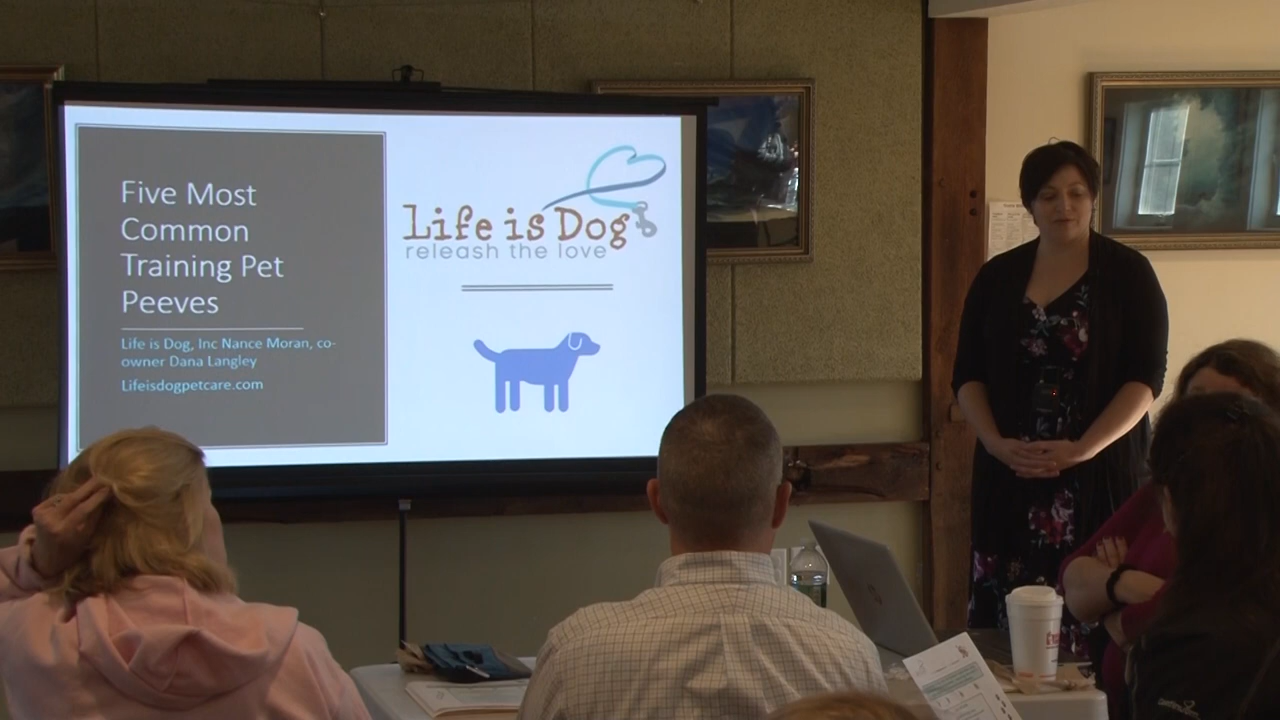 Five Most
Common
Training Pet
Peeves
Life is Dog, Inc Nance Moran, co-
owner Dana Langley
Lifeisdogpetcare.com
Life is Dog
releash the love